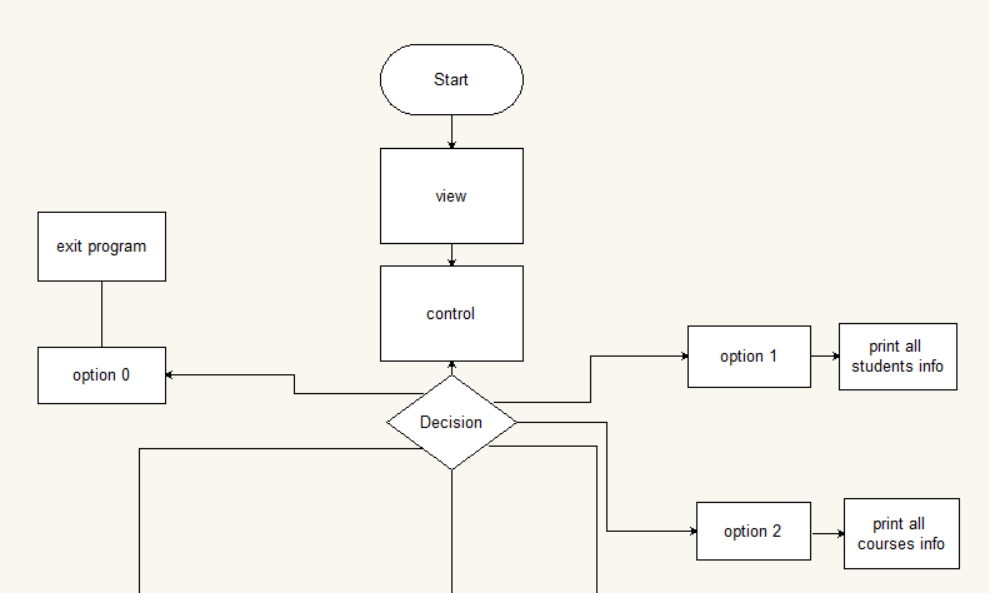 Start
view
exit program
control
option 0
option 1
print all
students info
Decision
option 2
print all
courses info